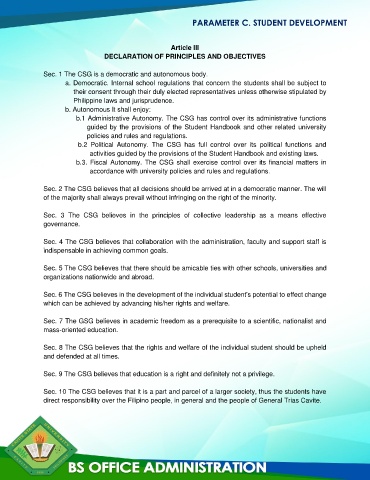 PARAMETER C. STUDENT DEVELOPMENT
Article III
DECLARATION OF PRINCIPLES AND OBJECTIVES
Sec. 1 The CSG is a democratic and autonomous body.
a. Democratic. Internal school regulations that concern the students shall be subject to
their consent through their duly elected representatives unless otherwise stipulated by
Philippine laws and jurisprudence.
b. Autonomous It shall enjoy:
b.1 Administrative Autonomy. The CSG has control over its administrative functions
guided by the provisions of the Student Handbook and other related university
policies and rules and regulations.
b.2 Political Autonomy. The CSG has full control over its political functions and
activities guided by the provisions of the Student Handbook and existing laws.
b.3. Fiscal Autonomy. The CSG shall exercise control over its financial matters in
accordance with university policies and rules and regulations.
Sec. 2 The CSG believes that all decisions should be arrived at in a democratic manner. The will
of the majority shall always prevail without infringing on the right of the minority.
Sec. 3 The CSG believes in the principles of collective leadership as a means effective
governance.
Sec. 4 The CSG believes that collaboration with the administration, faculty and support staff is
indispensable in achieving common goals.
Sec. 5 The CSG believes that there should be amicable ties with other schools, universities and
organizations nationwide and abroad.
Sec. 6 The CSG believes in the development of the individual student's potential to effect change
which can be achieved by advancing his/her rights and welfare.
Sec. 7 The GSG believes in academic freedom as a prerequisite to a scientific, nationalist and
mass-oriented education.
Sec. 8 The CSG believes that the rights and welfare of the individual student should be upheld
and defended at all times.
Sec. 9 The CSG believes that education is a right and definitely not a privilege.
Sec. 10 The CSG believes that it is a part and parcel of a larger society, thus the students have
direct responsibility over the Filipino people, in general and the people of General Trias Cavite.
BS OFFICE ADMINISTRATION